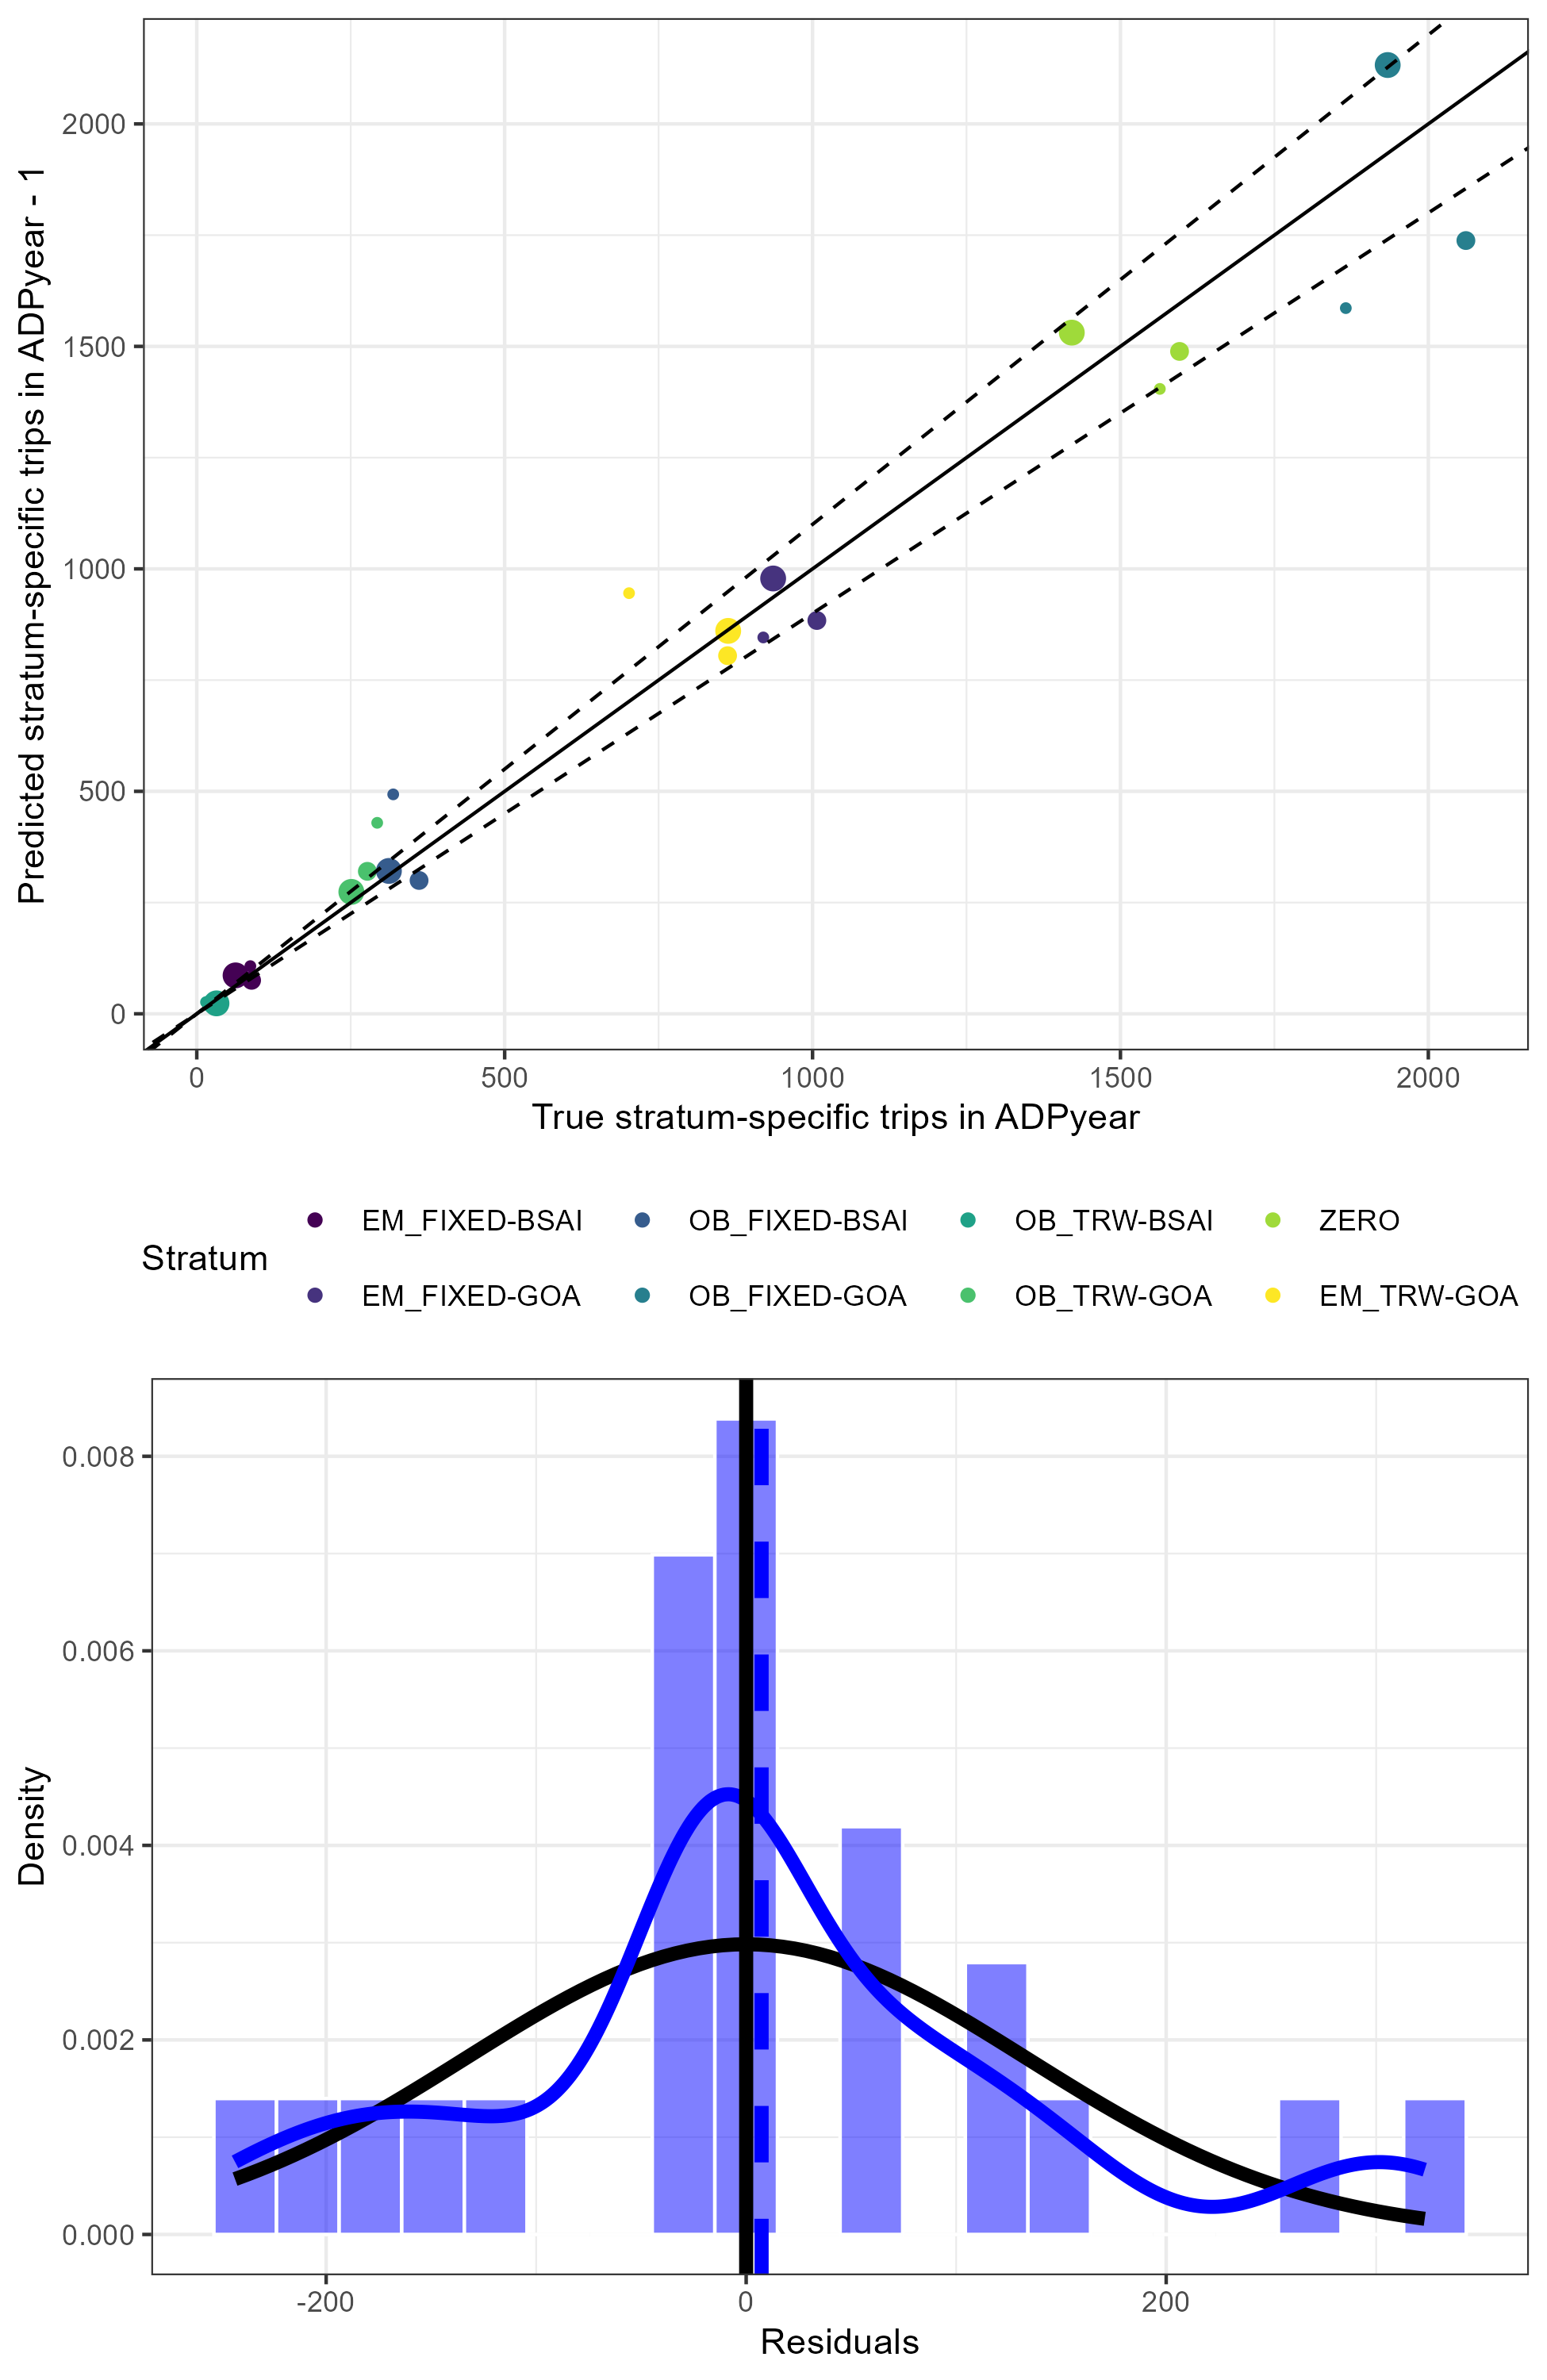 Predicted stratum-specific trips in ADPyear - 1
2000
1500
1000
500
0
0 500 1000 1500 2000
True stratum-specific trips in ADPyear
Stratum
EM_FIXED-BSAI OB_FIXED-BSAI OB_TRW-BSAI ZERO
EM_FIXED-GOA OB_FIXED-GOA OB_TRW-GOA EM_TRW-GOA
Density
0.008
0.006
0.004
0.002
0.000
-200 0 200
Residuals